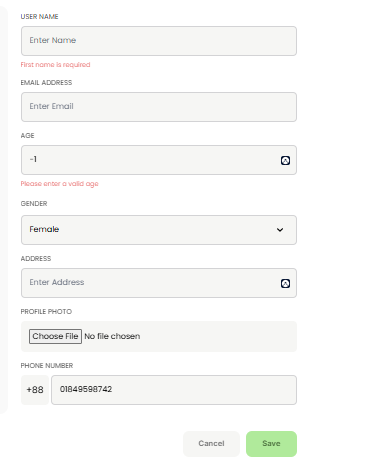 USER NAME
Enter Name
First name is required
EMAIL ADDRESS
Enter Email
AGE
-1
Please enter a valid age
GENDER
Female
ADDRESS
Enter Address
PROFILE PHOTO
Choose File No file chosen
PHONE NUMBER
+88 01849598742
Cancel Save